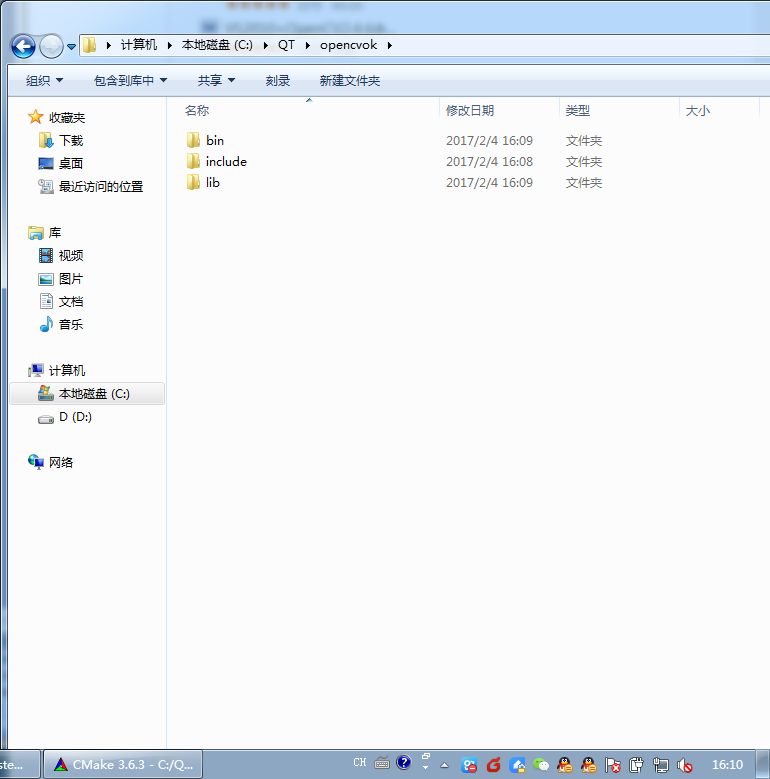 计算机 本地磁盘 (C:) QT opencvok
组织 包含到库中 共享 刻录 新建文件夹
收藏夹
下载
桌面
最近访问的位置
库
视频
图片
文档
音乐
计算机
本地磁盘 (C:)
D (D:)
网络
名称 修改日期 类型 大小
bin 2017/2/4 16:09 文件夹
include 2017/2/4 16:08 文件夹
lib 2017/2/4 16:09 文件夹
ste... CMake 3.6.3 - C:/Q... CH 16:10